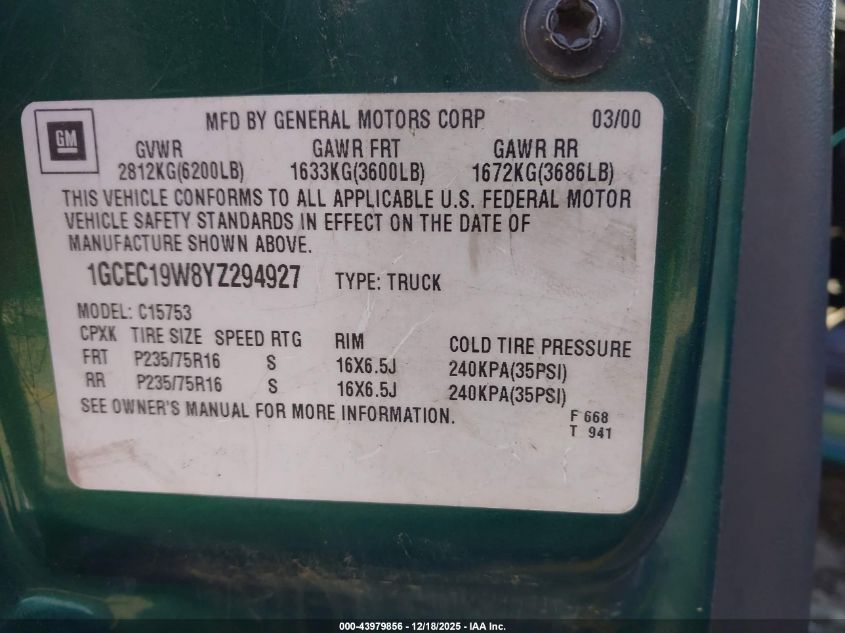 GM
MFD BY GENERAL MOTORS CORP 03/00
GVWR GAWR FRT GAWR RR
2812KG(6200LB) 1633KG(3600LB) 1672KG(3686LB)
THIS VEHICLE CONFORMS TO ALL APPLICABLE U.S. FEDERAL MOTOR
VEHICLE SAFETY STANDARDS IN EFFECT ON THE DATE OF
MANUFACTURE SHOWN ABOVE.
1GCEC19W8YZ294927 TYPE: TRUCK
MODEL: C15753
CPXK TIRE SIZE SPEED RTG RIM COLD TIRE PRESSURE
FRT P235/75R16 S 16X6.5J 240KPA(35PSI)
RR P235/75R16 S 16X6.5J 240KPA(35PSI)
SEE OWNER'S MANUAL FOR MORE INFORMATION.
F 668
T 941
000-43979856 - 12/18/2025 - IAA Inc.